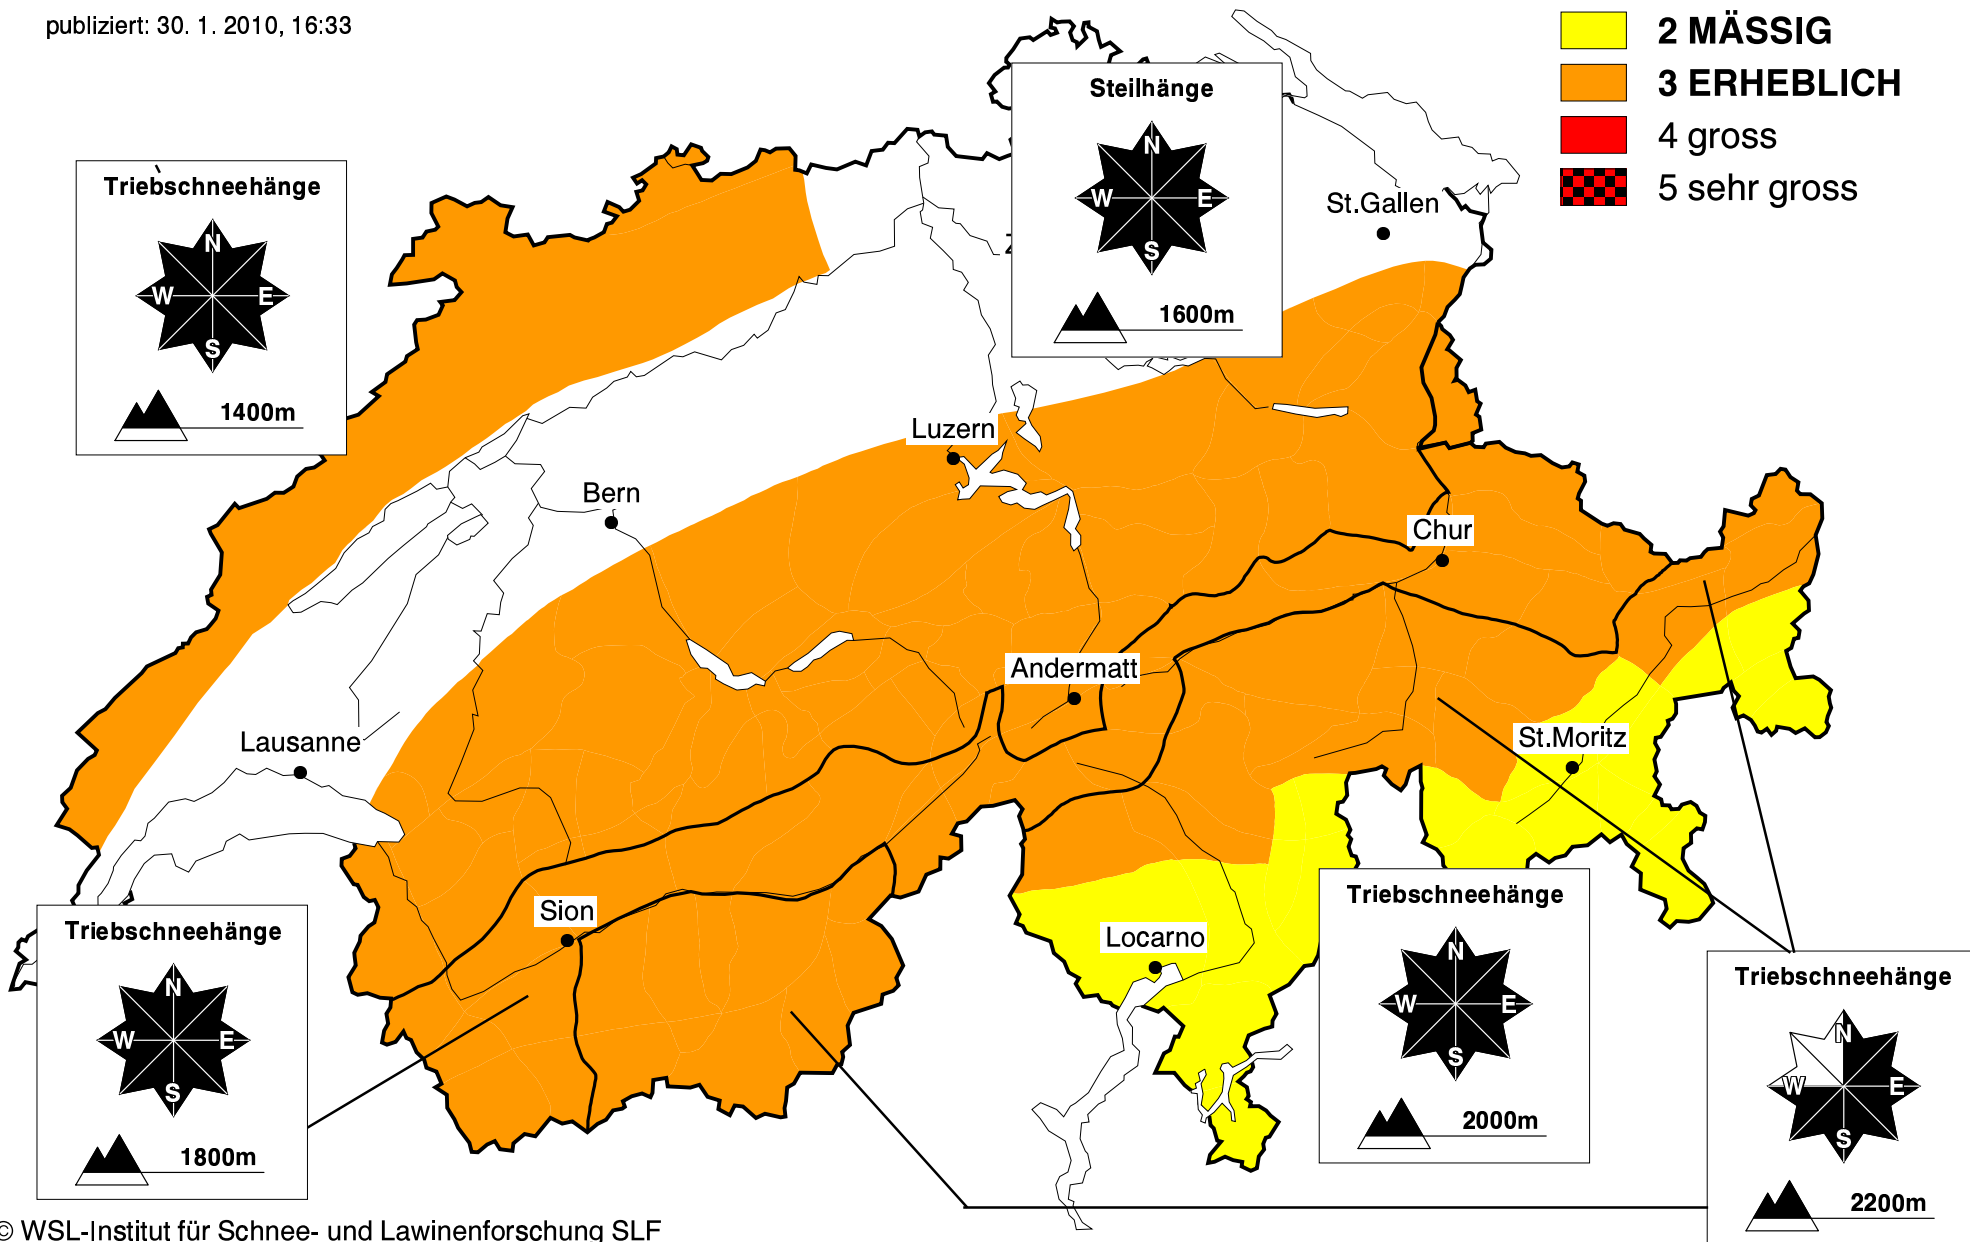 publiziert: 30. 1. 2010, 16:33
2 MÄSSIG
3 ERHEBLICH
4 gross
5 sehr gross
Steilhänge
N
W E
S
1600m
Triebschneehänge
N
W E
S
1400m
St.Gallen
Luzern
Bern
Chur
Andermatt
Lausanne
St.Moritz
Sion
Locarno
Triebschneehänge
N
W E
S
1800m
Triebschneehänge
N
W E
S
2000m
Triebschneehänge
N
W E
S
2200m
© WSL-Institut für Schnee- und Lawinenforschung SLF